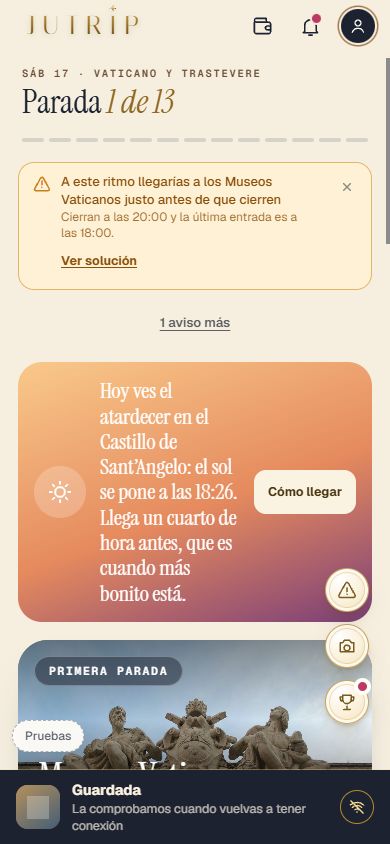 JUTRIP
SÁB 17 · VATICANO Y TRASTEVERE
Parada 1 de 13
A este ritmo llegarías a los Museos
Vaticanos justo antes de que cierren
Cierran a las 20:00 y la última entrada es a
las 18:00.
Ver solución
1 aviso más
Hoy ves el
atardecer en el
Castillo de
Sant’Angelo: el sol
se pone a las 18:26.
Llega un cuarto de
hora antes, que es
cuando más
bonito está.
Cómo llegar
PRIMERA PARADA
Pruebas
Guardada
La comprobamos cuando vuelvas a tener
conexión